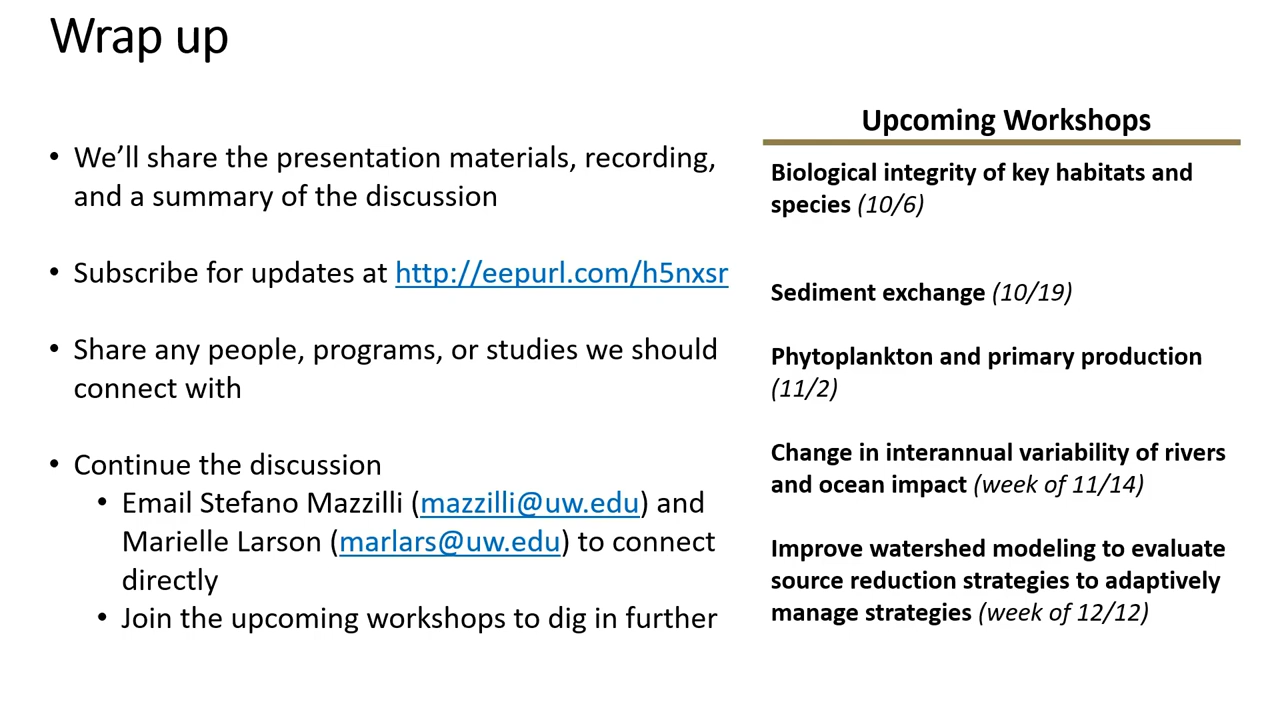 Wrap up
• We’ll share the presentation materials, recording,
and a summary of the discussion
• Subscribe for updates at http://eepurl.com/h5nxsr
• Share any people, programs, or studies we should
connect with
• Continue the discussion
• Email Stefano Mazzilli (mazzilli@uw.edu) and
Marielle Larson (marlars@uw.edu) to connect
directly
• Join the upcoming workshops to dig in further
Upcoming Workshops
Biological integrity of key habitats and
species (10/6)
Sediment exchange (10/19)
Phytoplankton and primary production
(11/2)
Change in interannual variability of rivers
and ocean impact (week of 11/14)
Improve watershed modeling to evaluate
source reduction strategies to adaptively
manage strategies (week of 12/12)